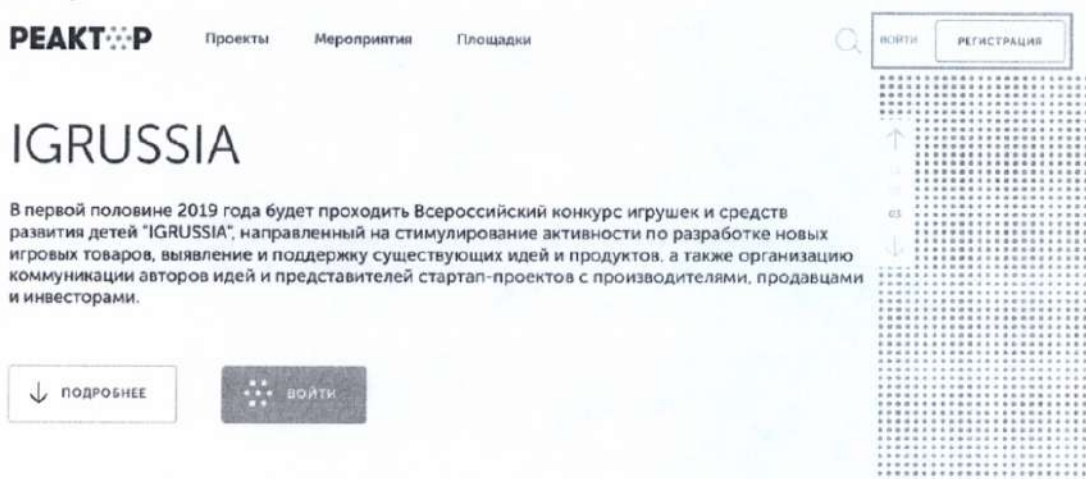 РЕАКТОР
Проекты
Мероприятия
Площадки
ВОЙТИ
РЕГИСТРАЦИЯ
IGRUSSIA
В первой половине 2019 года будет проходить Всероссийский конкурс игрушек и средств
развития детей "IGRUSSIA", направленный на стимулирование активности по разработке новых
игровых товаров, выявление и поддержку существующих идей и продуктов, а также организацию
коммуникации авторов идей и представителей стартап-проектов с производителями, продавцами
и инвесторами.
03
ПОДРОБНЕЕ
ВОЙТИ